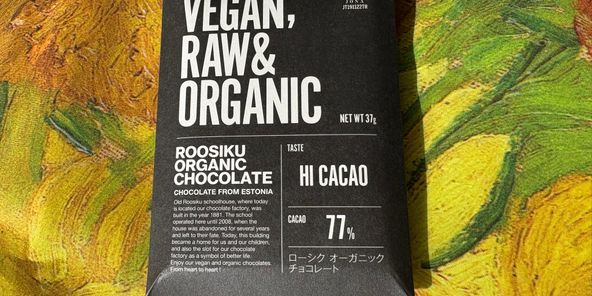 JONA
JT191122TH
VEGAN,
RAW&
ORGANIC
NET WT 37g
ROOSIKU
ORGANIC
CHOCOLATE
CHOCOLATE FROM ESTONIA
Old Roosiku schoolhouse, where today
is located our chocolate factory, was
built in the year 1881. The school
operated here until 2008, when the
house was abandoned for several years
and left to their fate. Today, this building
became a home for us and our children,
and also the slot for our chocolate
factory as a symbol of better life.
Enjoy our vegan and organic chocolates.
From heart to heart !
TASTE
HI CACAO
CACAO
77%
ローシク オーガニック
チョコレート